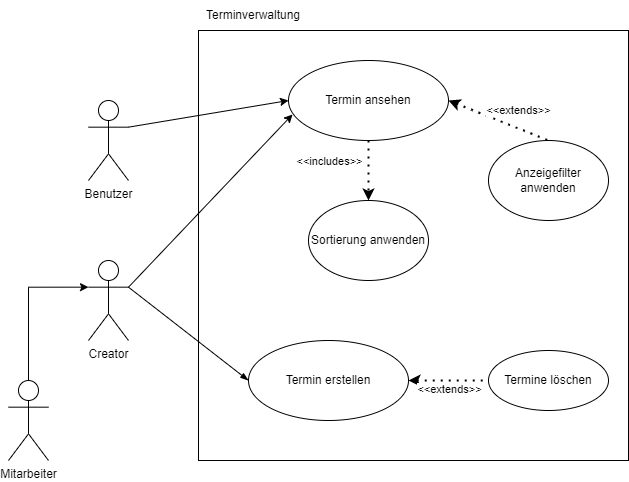 Terminverwaltung
Termin ansehen
<<extends>>
<<includes>>
Anzeigefilter
anwenden
Benutzer
Sortierung anwenden
Creator
Termin erstellen
Termine löschen
<<extends>>
Mitarbeiter